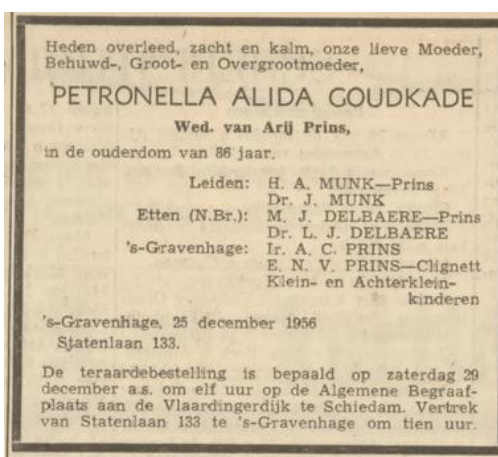 Heden overleed, zacht en kalm, onze lieve Moeder,
Behuwd-, Groot- en Overgrootmoeder,
PETRONELLA ALIDA GOUDKADE
Wed. van Arij Prins,
in de ouderdom van 86 jaar.
Leiden: H. A. MUNK—Prins
Dr. J. MUNK
Etten (N.Br.): M. J. DELBAERE—Prins
Dr. L. J. DELBAERE
's-Gravenhage: Ir. A. C. PRINS
E. N. V. PRINS—Clignett
Klein- en Achterklein-
kinderen
's-Gravenhage, 25 december 1956
Statenlaan 133.
De teraardebestelling is bepaald op zaterdag 29
december a.s. om elf uur op de Algemene Begraaf-
plaats aan de Vlaardingerdijk te Schiedam. Vertrek
van Statenlaan 133 te 's-Gravenhage om tien uur.